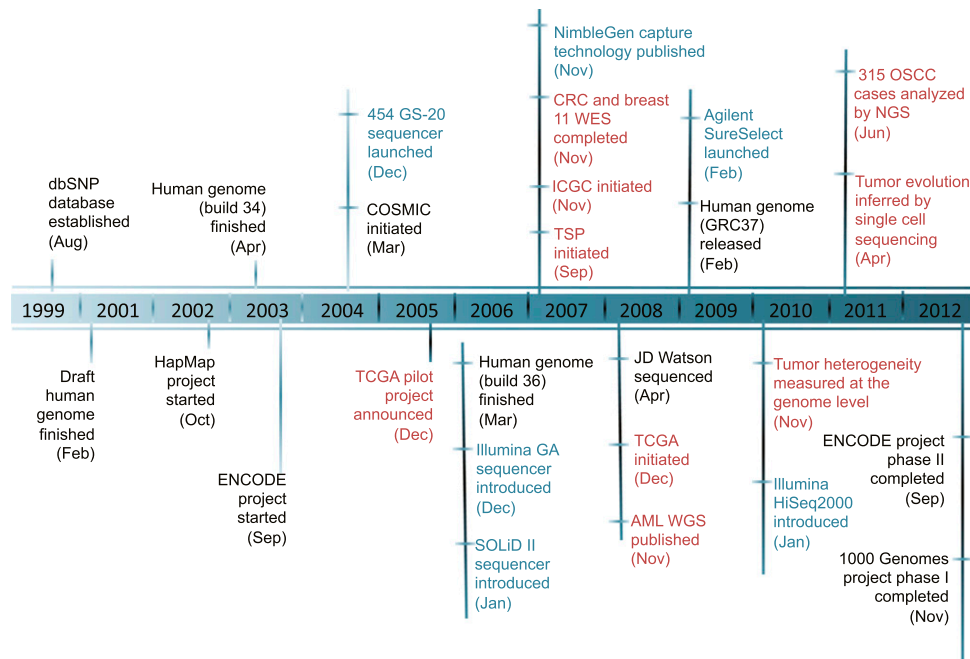 NimbleGen capture
technology published
(Nov)
CRC and breast
11 WES
completed
(Nov)
ICGC initiated
(Nov)
TSP
initiated
(Sep)
454 GS-20
sequencer
launched
(Dec)
COSMIC
initiated
(Mar)
Agilent
SureSelect
launched
(Feb)
Human genome
(GRC37)
released
(Feb)
315 OSCC
cases analyzed
by NGS
(Jun)
Tumor evolution
inferred by
single cell
sequencing
(Apr)
dbSNP
database
established
(Aug)
Human genome
(build 34)
finished
(Apr)
1999 2001 2002 2003 2004 2005 2006 2007 2008 2009 2010 2011 2012
Draft
human
genome
finished
(Feb)
HapMap
project
started
(Oct)
ENCODE
project
started
(Sep)
TCGA pilot
project
announced
(Dec)
Human genome
(build 36)
finished
(Mar)
Illumina GA
sequencer
introduced
(Dec)
SOLiD II
sequencer
introduced
(Jan)
JD Watson
sequenced
(Apr)
TCGA
initiated
(Dec)
AML WGS
published
(Nov)
Tumor heterogeneity
measured at the
genome level
(Nov)
Illumina
HiSeq2000
introduced
(Jan)
ENCODE project
phase II
completed
(Sep)
1000 Genomes
project phase I
completed
(Nov)